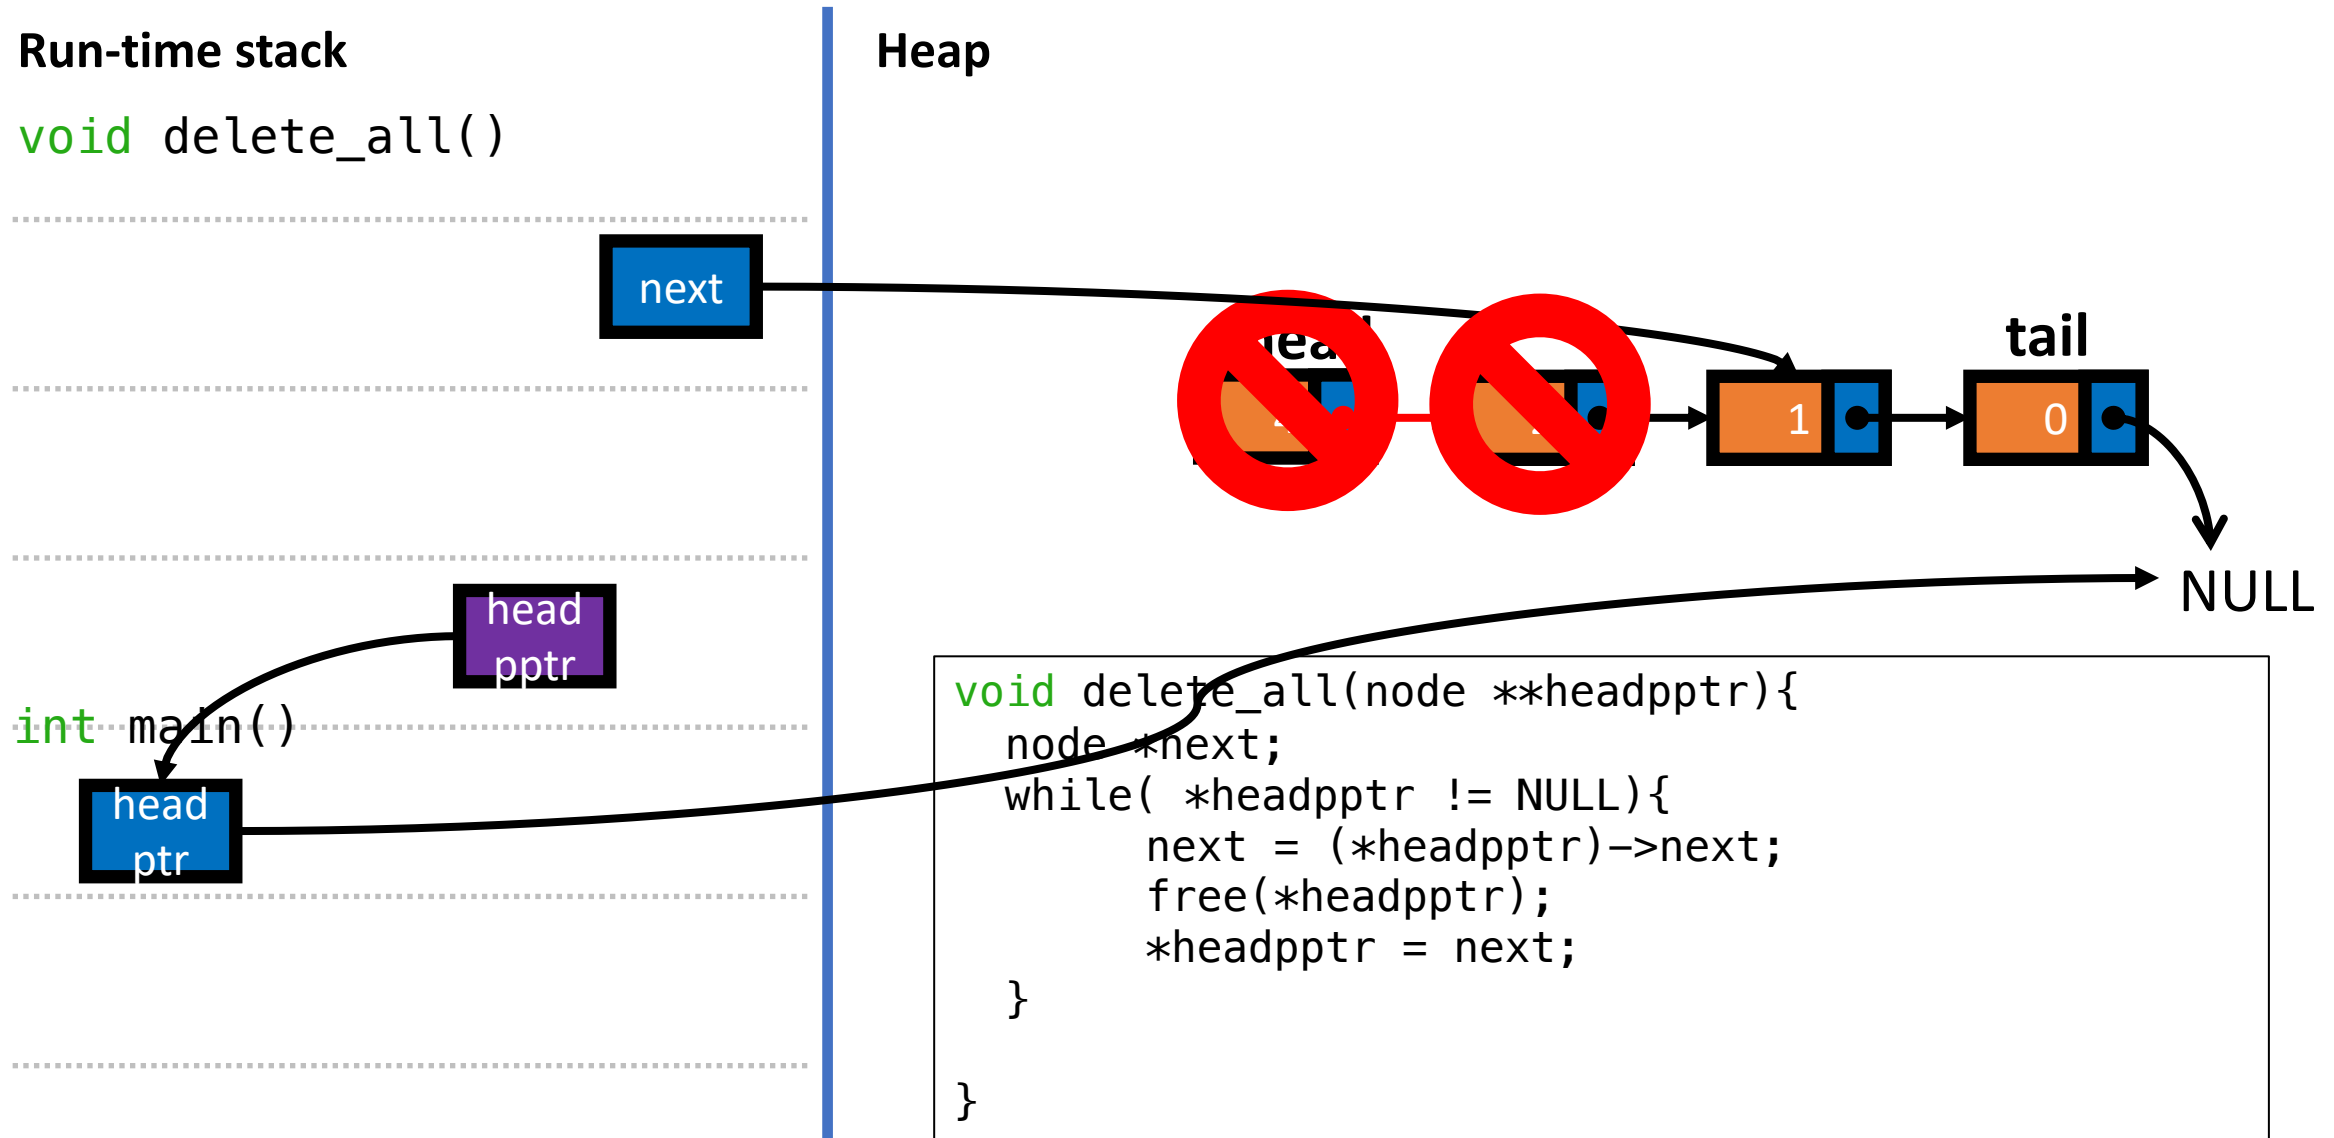 Run-time stack
Heap
void delete_all()
next
tail
1
0
NULL
head
pptr
int main()
head
ptr
void delete_all(node **headpptr){
node *next;
while( *headpptr != NULL){
next = (*headpptr)->next;
free(*headpptr);
*headpptr = next;
}
}